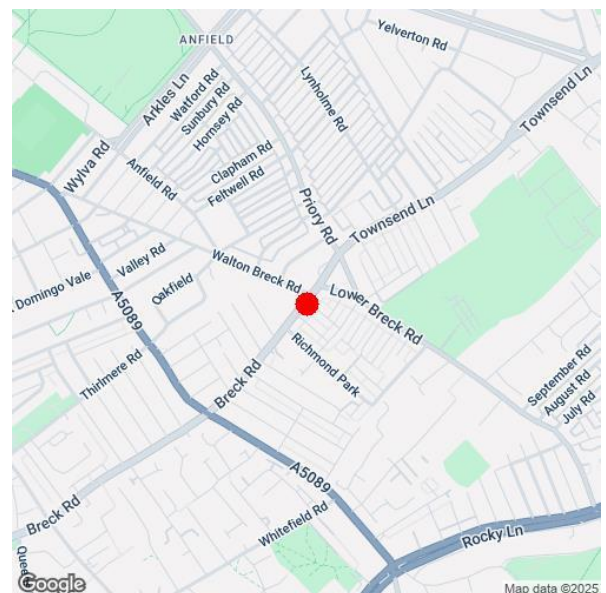 Yelverton Rd
ANFIELD
Arkles Ln
Watford Rd
Sunbury Rd
Hornsey Rd
Lynholme Rd
Townsend Ln
Clapham Rd
Feltwell Rd
Anfield Rd
Wylva Rd
Priory Rd
Townsend Ln
Valley Rd
Walton Breck Rd
Domingo Vale
Oakfield
A5089
Lower Breck Rd
Richmond Park
Thirlmere Rd
Breck Rd
September Rd
August Rd
July Rd
A5089
Breck Rd
Whitefield Rd
Rocky Ln
Quee
Google
Map data ©2025